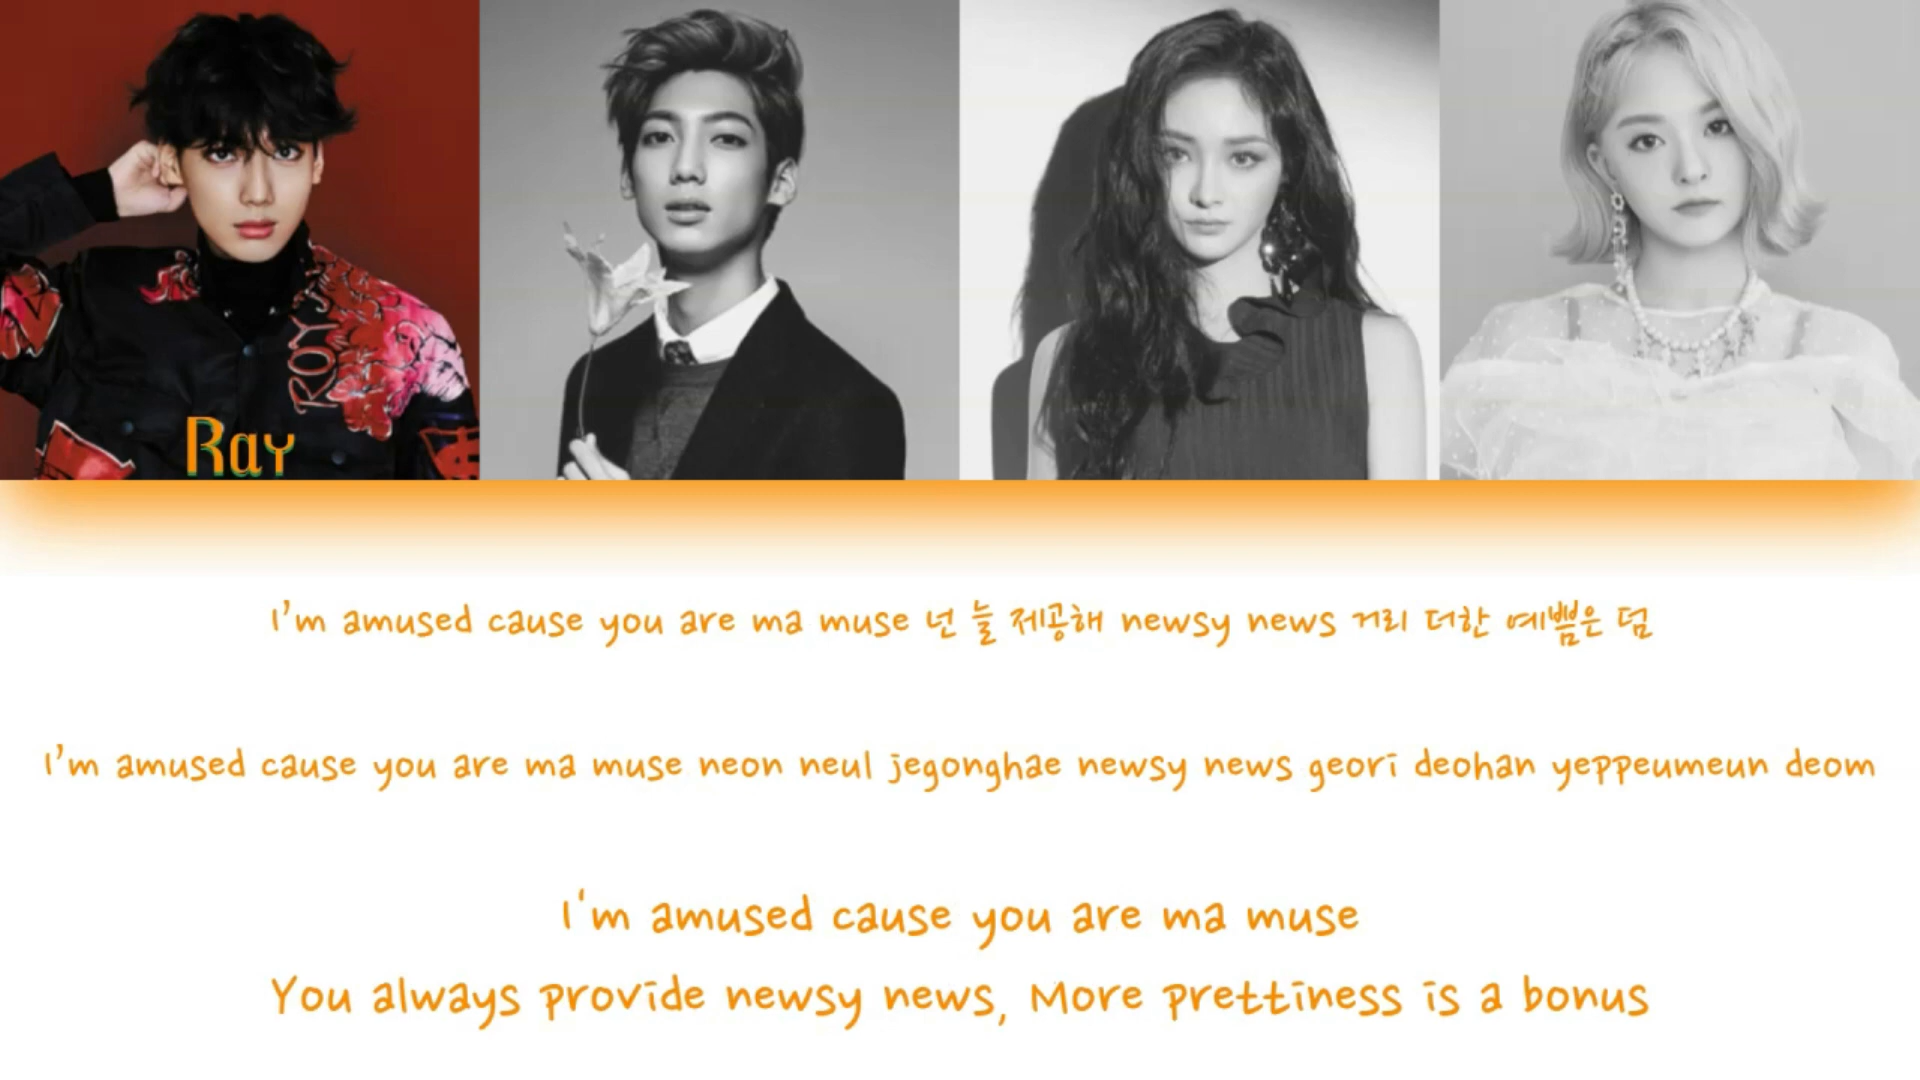 ROY
Ray
I'm amused cause you are ma muse 넌 늘 제공해 newsy news 거리 더한 예쁨은 덤
I'm amused cause you are ma muse neon neul jegonghae newsy news geori deohan yeppeumeun deom
I'm amused cause you are ma muse
You always provide newsy news, More prettiness is a bonus